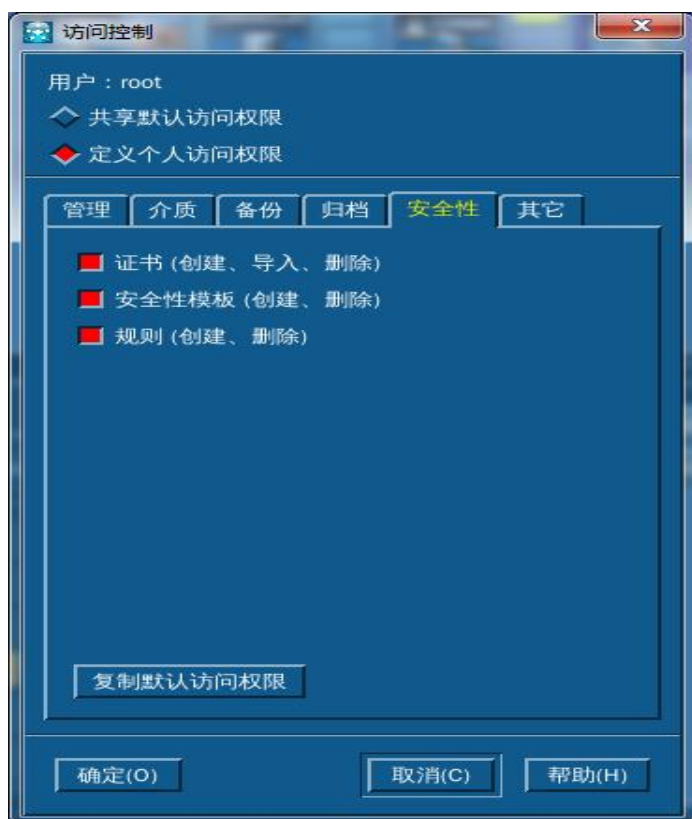 访问控制
用户：root
共享默认访问权限
定义个人访问权限
管理 介质 备份 归档 安全性 其它
证书 (创建、导入、删除)
安全性模板 (创建、删除)
规则 (创建、删除)
复制默认访问权限
确定(O) 取消(C) 帮助(H)